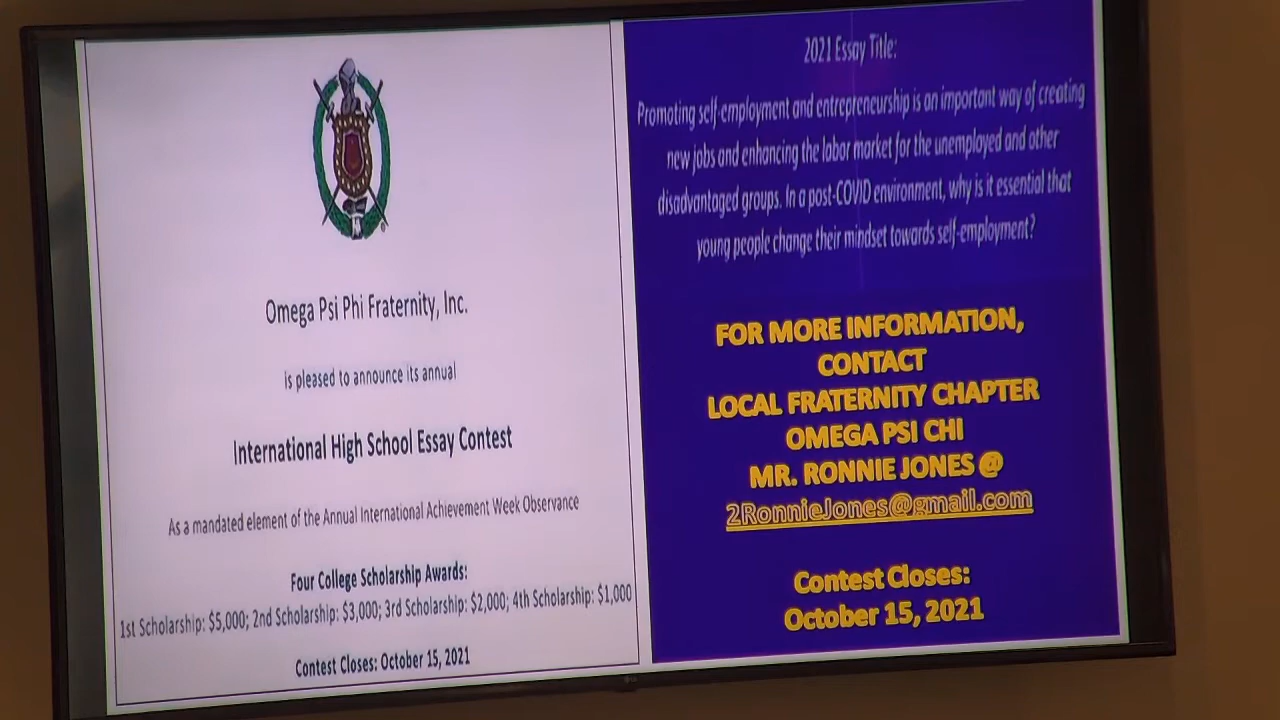 Omega Psi Phi Fraternity, Inc.
is pleased to announce its annual
International High School Essay Contest
As a mandated element of the Annual International Achievement Week Observance
Four College Scholarship Awards:
1st Scholarship: $5,000; 2nd Scholarship: $3,000; 3rd Scholarship: $2,000; 4th Scholarship: $1,000
Contest Closes: October 15, 2021
2021 Essay Title:
Promoting self-employment and entrepreneurship is an important way of creating
new jobs and enhancing the labor market for the unemployed and other
disadvantaged groups. In a post-COVID environment, why is it essential that
young people change their mindset towards self-employment?
FOR MORE INFORMATION,
CONTACT
LOCAL FRATERNITY CHAPTER
OMEGA PSI CHI
MR. RONNIE JONES @
2RonnieJones@gmail.com
Contest Closes:
October 15, 2021
LG